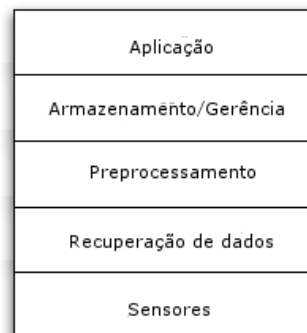 Aplicação
Armazenamento/Gerência
Preprocessamento
Recuperação de dados
Sensores